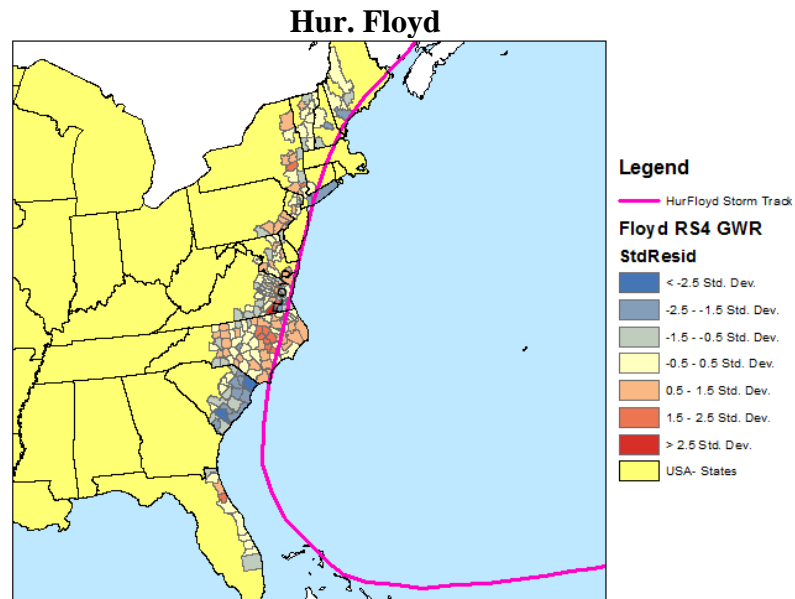 Hur. Floyd
FLOYD
Legend
HurFloyd Storm Track
Floyd RS4 GWR
StdResid
< -2.5 Std. Dev.
-2.5 - -1.5 Std. Dev.
-1.5 - -0.5 Std. Dev.
-0.5 - 0.5 Std. Dev.
0.5 - 1.5 Std. Dev.
1.5 - 2.5 Std. Dev.
> 2.5 Std. Dev.
USA- States